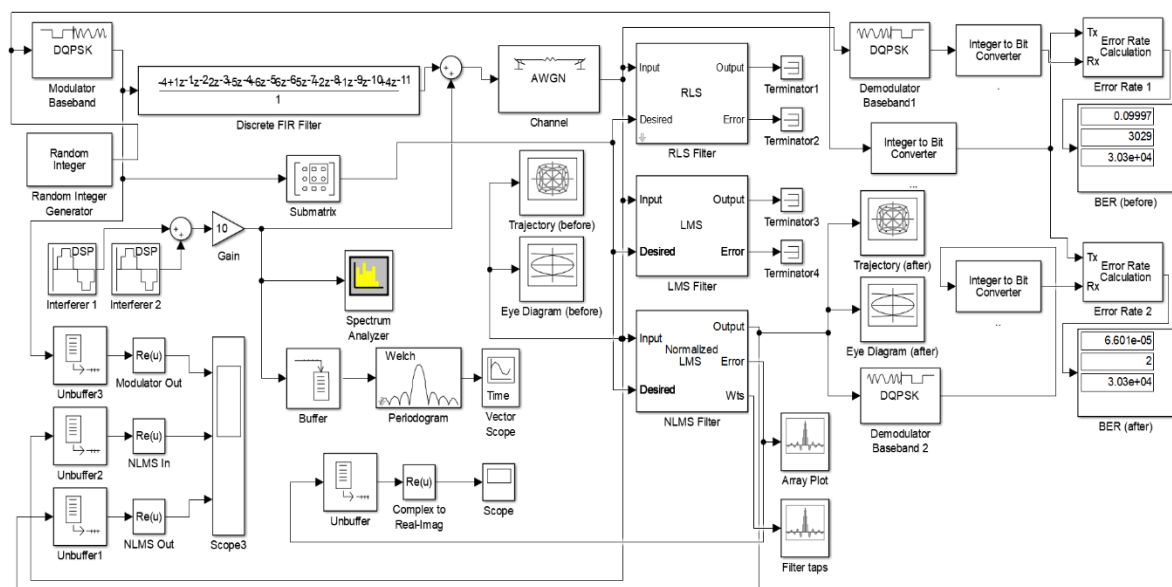 DQPSK
Modulator
Baseband
-4+1z-1z-22z-3-5z-4-6z-5-6z-65z-7-2z-8-1z-9z-10-4z-11
1
Discrete FIR Filter
AWGN
Channel
Input
Desired
RLS
Output
Error
RLS Filter
Terminator1
Terminator2
DQPSK
Demodulator
Baseband1
Integer to Bit
Converter
.
Tx
Rx
Error Rate
Calculation
Error Rate 1
0.09997
3029
3.03e+04
BER (before)
Integer to Bit
Converter
...
Random
Integer
Random Integer
Generator
Submatrix
Trajectory (before)
Eye Diagram (before)
Input
Desired
LMS
Output
Error
LMS Filter
Terminator3
Terminator4
Trajectory (after)
Eye Diagram (after)
Integer to Bit
Converter
..
Tx
Rx
Error Rate
Calculation
Error Rate 2
6.601e-05
2
3.03e+04
BER (after)
DSP
Interferer 1
DSP
Interferer 2
10
Gain
Spectrum
Analyzer
Input
Desired
Normalized
LMS
Output
Error
Wts
NLMS Filter
DQPSK
Demodulator
Baseband 2
Unbuffer3
Re(u)
Modulator Out
Buffer
Welch
Periodogram
Time
Vector
Scope
Unbuffer2
Re(u)
NLMS In
Unbuffer1
Re(u)
NLMS Out
Scope3
Unbuffer
Re(u)
Complex to
Real-Imag
Scope
Array Plot
Filter taps